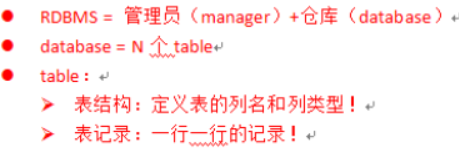 ● RDBMS = 管理员（manager）+仓库（database）
● database = N 个 table
● table：
➢ 表结构：定义表的列名和列类型！
➢ 表记录：一行一行的记录！